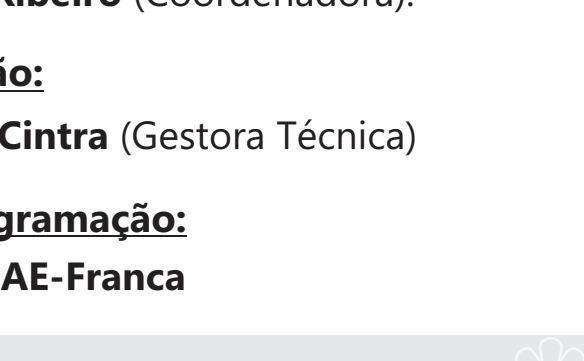 Ribeiro (Coordenadora).
ão:
Cintra (Gestora Técnica)
gramação:
AE-Franca